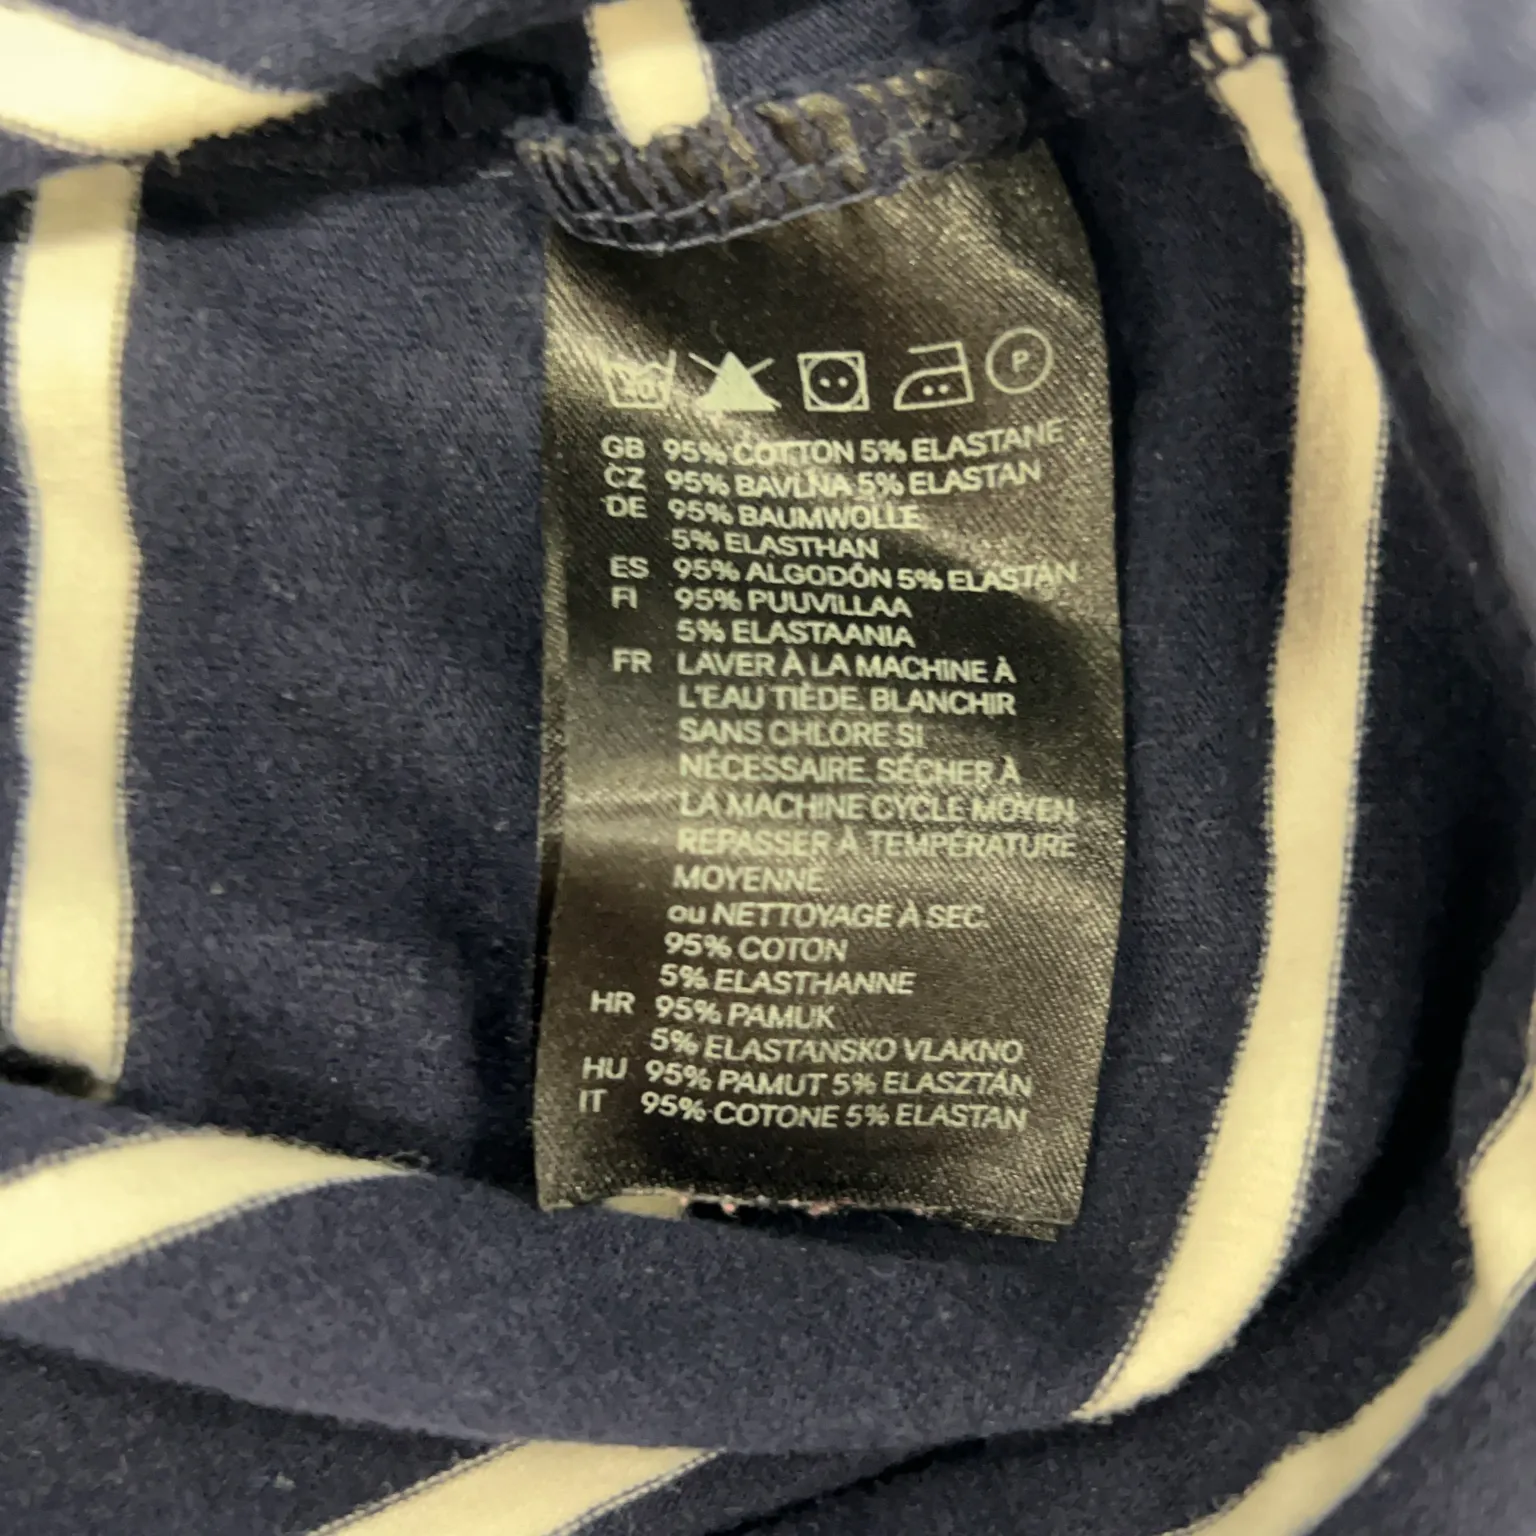 40
P
GB 95% COTTON 5% ELASTANE
CZ 95% BAVLNA 5% ELASTAN
DE 95% BAUMWOLLE
5% ELASTHAN
ES 95% ALGODÓN 5% ELASTAN
FI 95% PUUVILLAA
5% ELASTAANIA
FR LAVER À LA MACHINE À
L'EAU TIÈDE. BLANCHIR
SANS CHLORE SI
NÉCESSAIRE. SÉCHER À
LA MACHINE CYCLE MOYEN.
REPASSER À TEMPÉRATURE
MOYENNE.
ou NETTOYAGE À SEC.
95% COTON
5% ELASTHANNE
HR 95% PAMUK
5% ELASTANSKO VLAKNO
HU 95% PAMUT 5% ELASZTÁN
IT 95% COTONE 5% ELASTAN